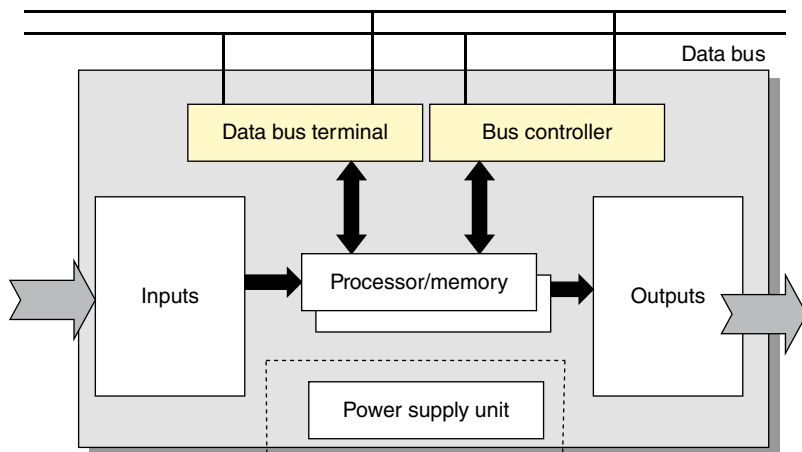 Data bus
Data bus terminal
Bus controller
Processor/memory
Inputs
Outputs
Power supply unit